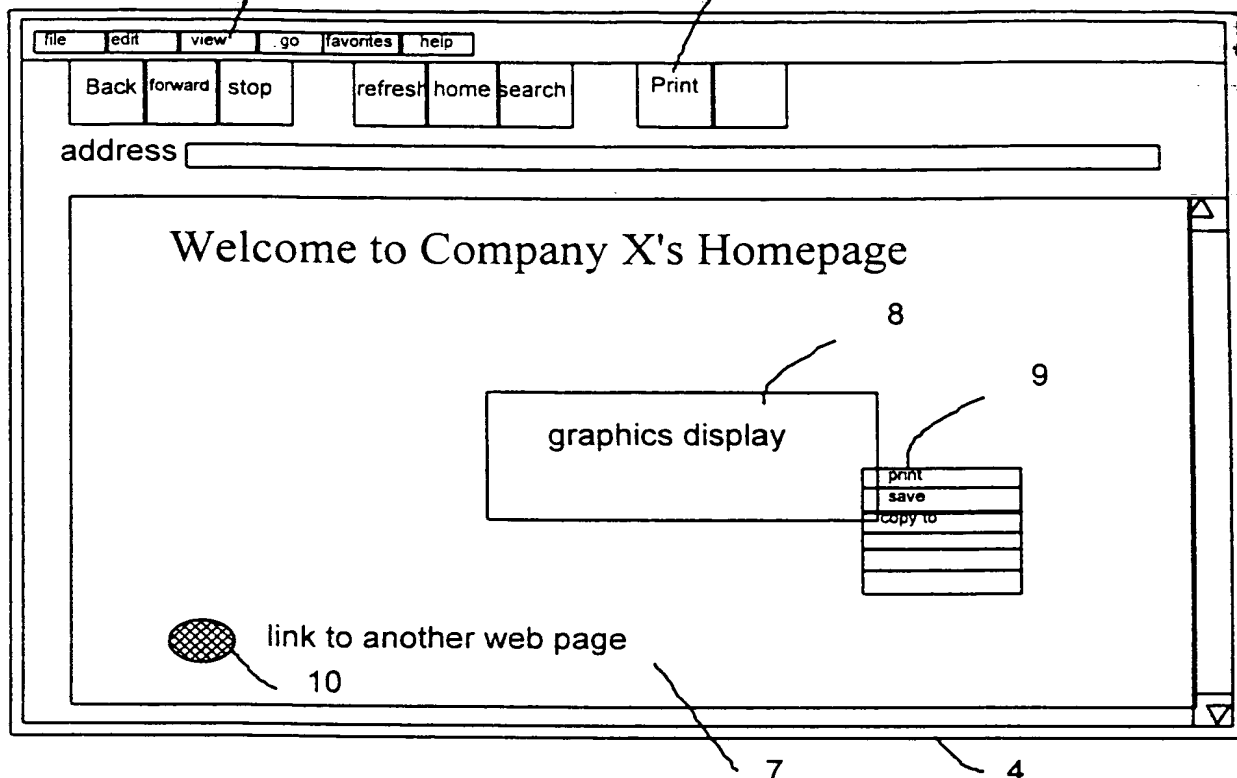 file edit view go favorites help
Back forward stop refresh home search Print
address
Welcome to Company X's Homepage
8
9
graphics display
print
save
copy to
link to another web page
10
7
4